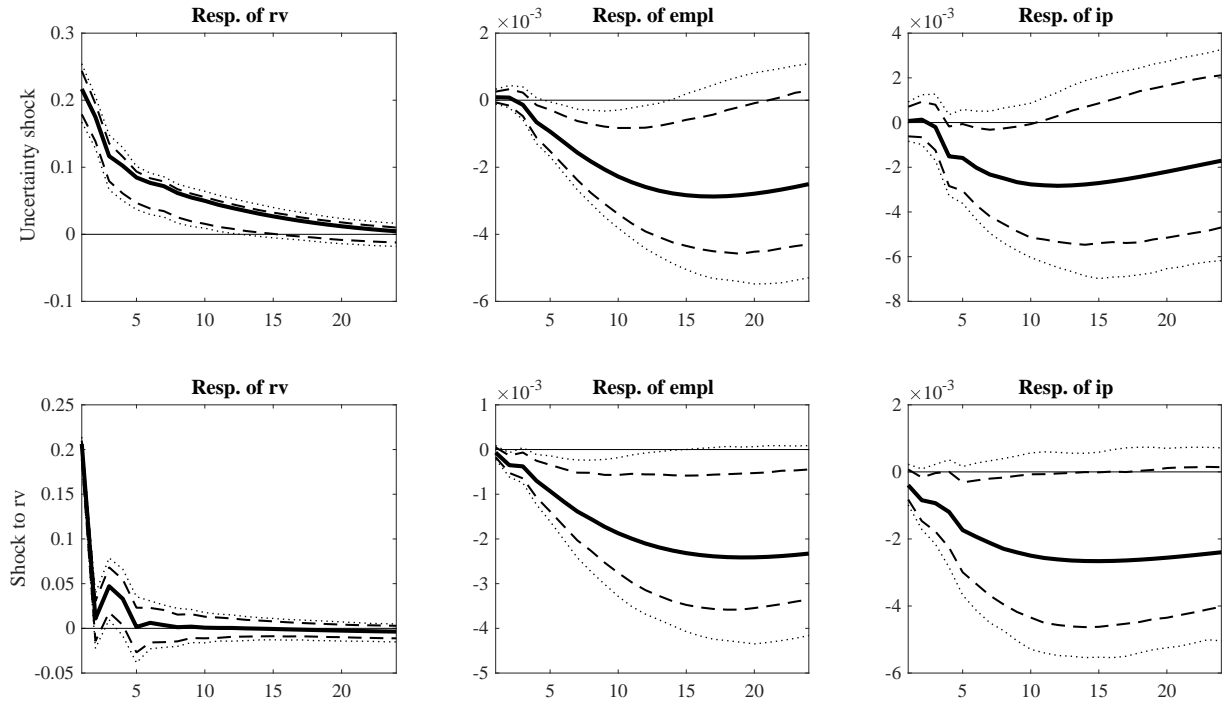 Resp. of rv
Resp. of empl
Resp. of ip
Uncertainty shock
0.3
0.2
0.1
0
-0.1
5 10 15 20
×10-3
2
0
-2
-4
-6
5 10 15 20
×10-3
4
2
0
-2
-4
-6
-8
5 10 15 20
Resp. of rv
Resp. of empl
Resp. of ip
Shock to rv
0.25
0.2
0.15
0.1
0.05
0
-0.05
5 10 15 20
×10-3
1
0
-1
-2
-3
-4
-5
5 10 15 20
×10-3
2
0
-2
-4
-6
5 10 15 20